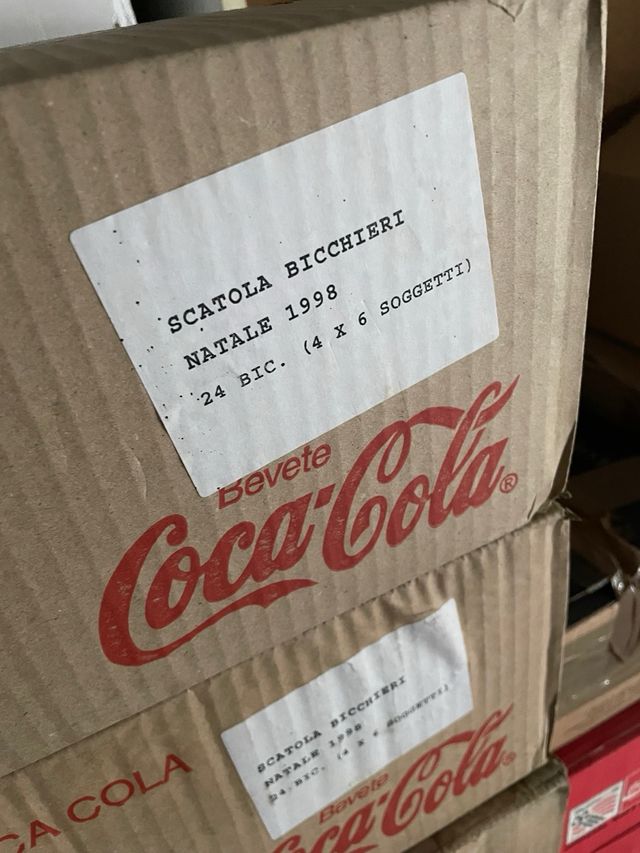 SCATOLA BICCHIERI
NATALE 1998
24 BIC. (4 X 6 SOGGETTI)
Bevete
Coca-Cola®
SCATOLA BICCHIERI
NATALE 1998
24 BIC. (4 X 6 SOGGETTI)
CA COLA
Bevete
Coca-Cola®